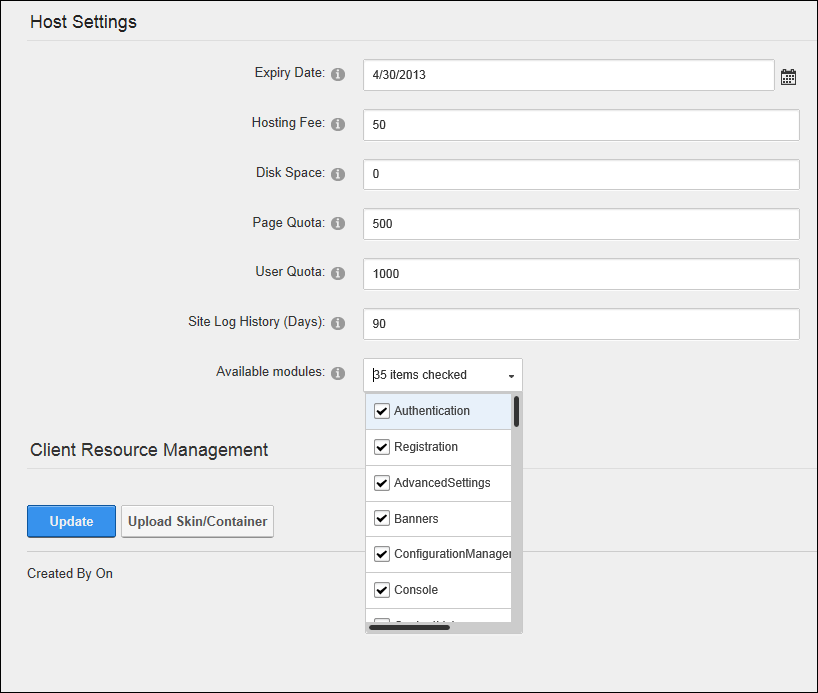 Host Settings
Expiry Date:
4/30/2013
Hosting Fee:
50
Disk Space:
0
Page Quota:
500
User Quota:
1000
Site Log History (Days):
90
Available modules:
35 items checked
Authentication
Registration
AdvancedSettings
Banners
ConfigurationManager
Console
Client Resource Management
Update
Upload Skin/Container
Created By On